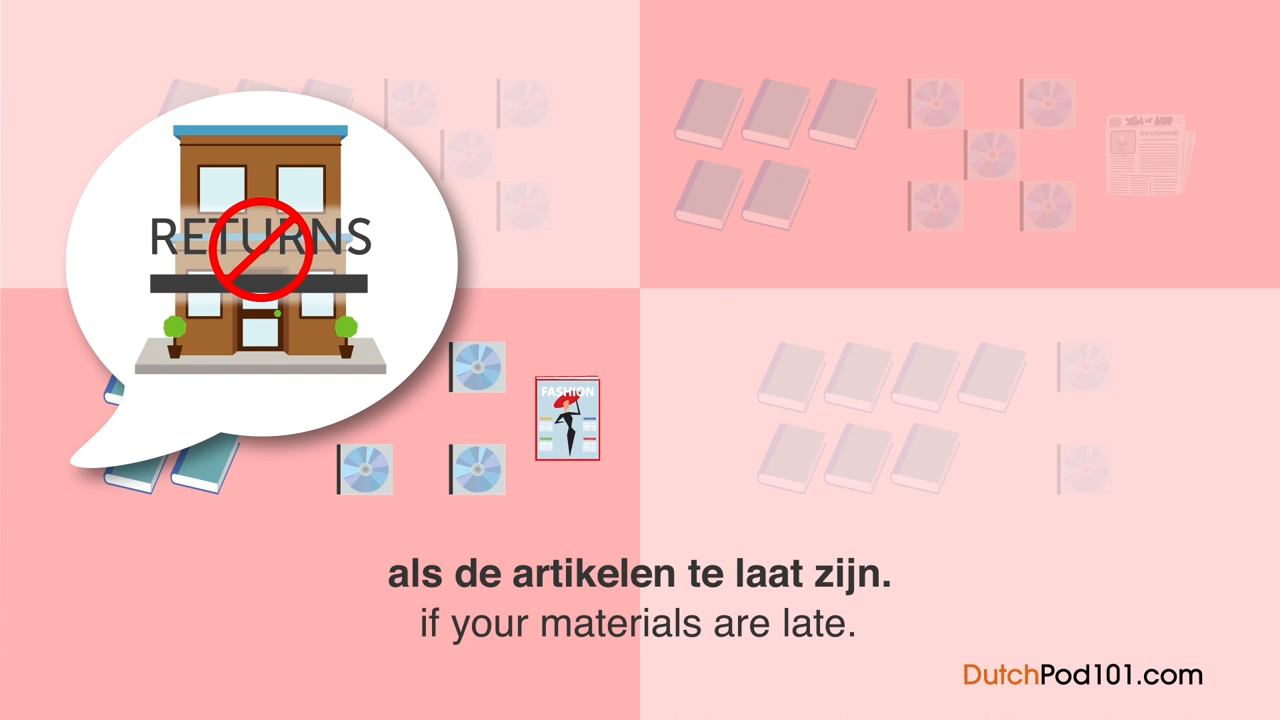 RETURNS
FASHION
als de artikelen te laat zijn.
if your materials are late.
DutchPod101.com